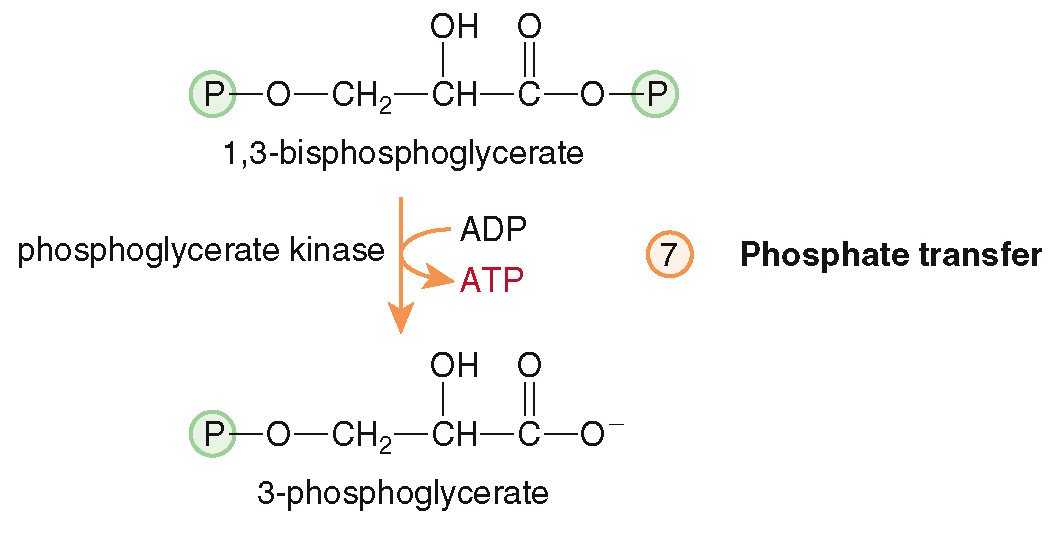 OH O
P—O—CH₂—CH—C—O—P
1,3-bisphosphoglycerate
phosphoglycerate kinase
ADP
ATP
7 Phosphate transfer
OH O
P—O—CH₂—CH—C—O⁻
3-phosphoglycerate